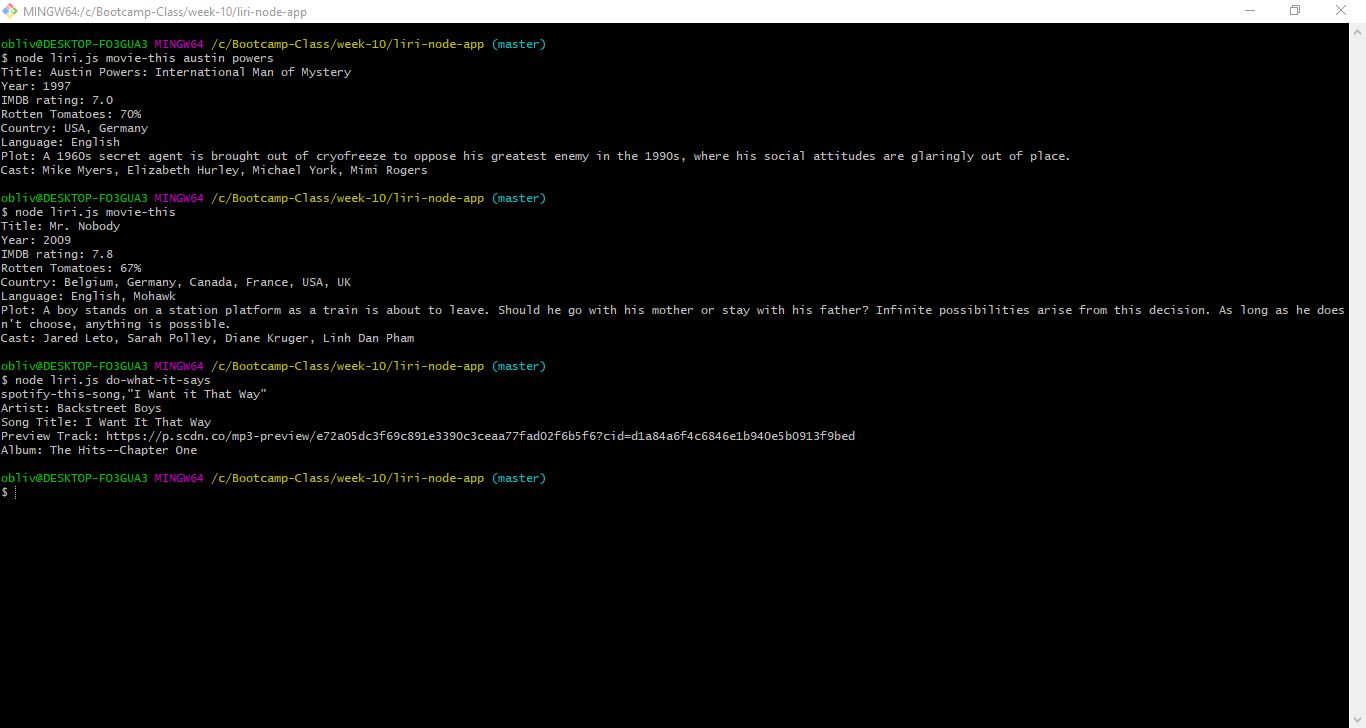 MINGW64:/c/Bootcamp-Class/week-10/liri-node-app
obliv@DESKTOP-FO3GUA3 MINGW64 /c/Bootcamp-Class/week-10/liri-node-app (master)
$ node liri.js movie-this austin powers
Title: Austin Powers: International Man of Mystery
Year: 1997
IMDB rating: 7.0
Rotten Tomatoes: 70%
Country: USA, Germany
Language: English
Plot: A 1960s secret agent is brought out of cryofreeze to oppose his greatest enemy in the 1990s, where his social attitudes are glaringly out of place.
Cast: Mike Myers, Elizabeth Hurley, Michael York, Mimi Rogers
obliv@DESKTOP-FO3GUA3 MINGW64 /c/Bootcamp-Class/week-10/liri-node-app (master)
$ node liri.js movie-this
Title: Mr. Nobody
Year: 2009
IMDB rating: 7.8
Rotten Tomatoes: 67%
Country: Belgium, Germany, Canada, France, USA, UK
Language: English, Mohawk
Plot: A boy stands on a station platform as a train is about to leave. Should he go with his mother or stay with his father? Infinite possibilities arise from this decision. As long as he does
n't choose, anything is possible.
Cast: Jared Leto, Sarah Polley, Diane Kruger, Linh Dan Pham
obliv@DESKTOP-FO3GUA3 MINGW64 /c/Bootcamp-Class/week-10/liri-node-app (master)
$ node liri.js do-what-it-says
spotify-this-song,"I Want it That Way"
Artist: Backstreet Boys
Song Title: I Want It That Way
Preview Track: https://p.scdn.co/mp3-preview/e72a05dc3f69c891e3390c3ceaa77fad02f6b5f6?cid=d1a84a6f4c6846e1b940e5b0913f9bed
Album: The Hits--Chapter One
obliv@DESKTOP-FO3GUA3 MINGW64 /c/Bootcamp-Class/week-10/liri-node-app (master)
$